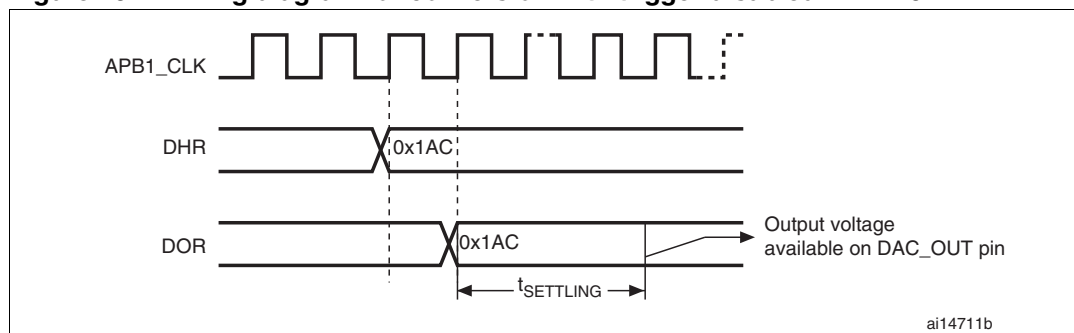 APB1_CLK
DHR
0x1AC
DOR
0x1AC
Output voltage
available on DAC_OUT pin
tSETTLING
ai14711b